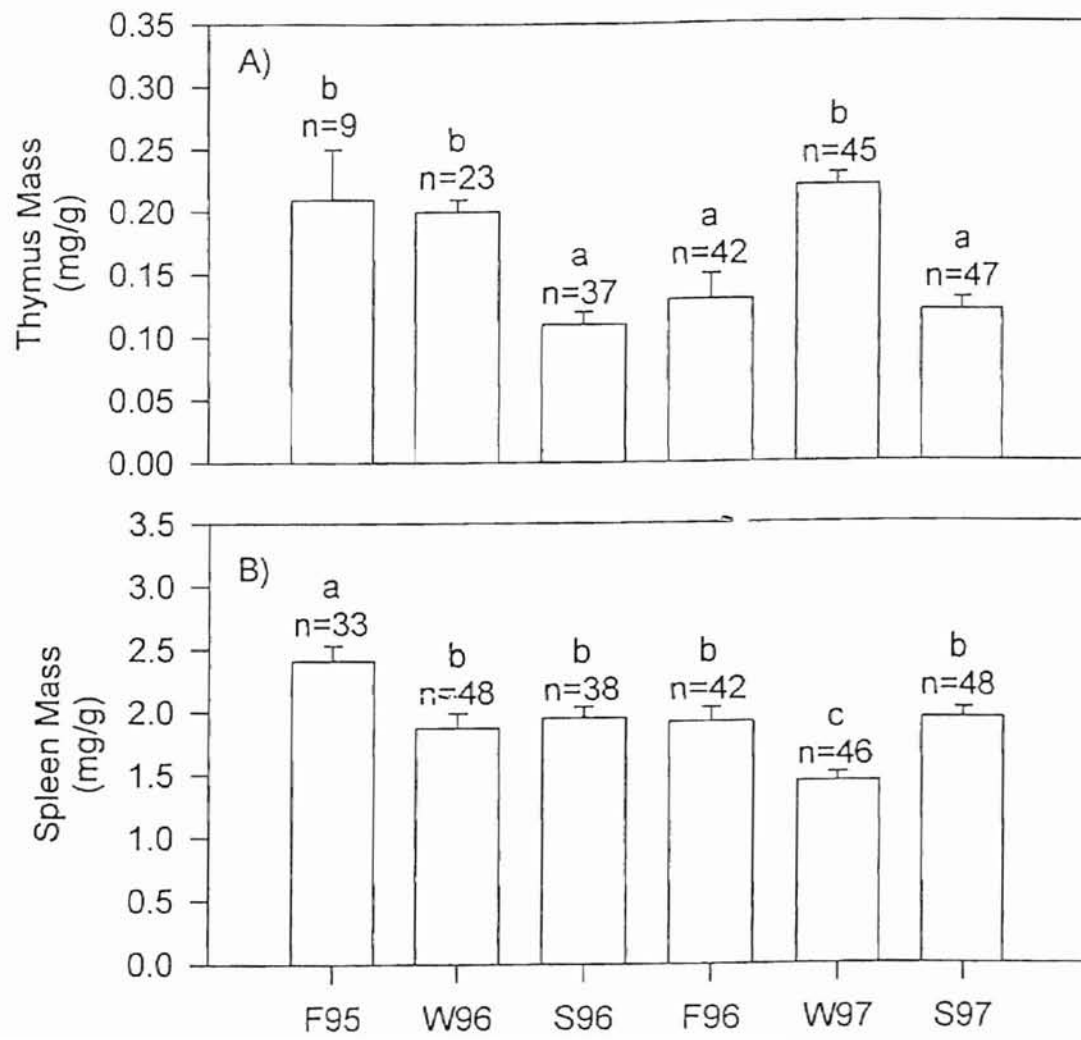 0.35
A)
0.30
b
b
n=9
b
n=45
0.25
n=23
0.20
a
a
n=42
a
0.15
n=37
n=47
0.10
0.05
0.00
Thymus Mass
(mg/g)
3.5
B)
3.0
a
n=33
b
b
b
b
2.5
n=48
n=38
n=42
n=48
2.0
c
n=46
1.5
1.0
0.5
0.0
Spleen Mass
(mg/g)
F95 W96 S96 F96 W97 S97